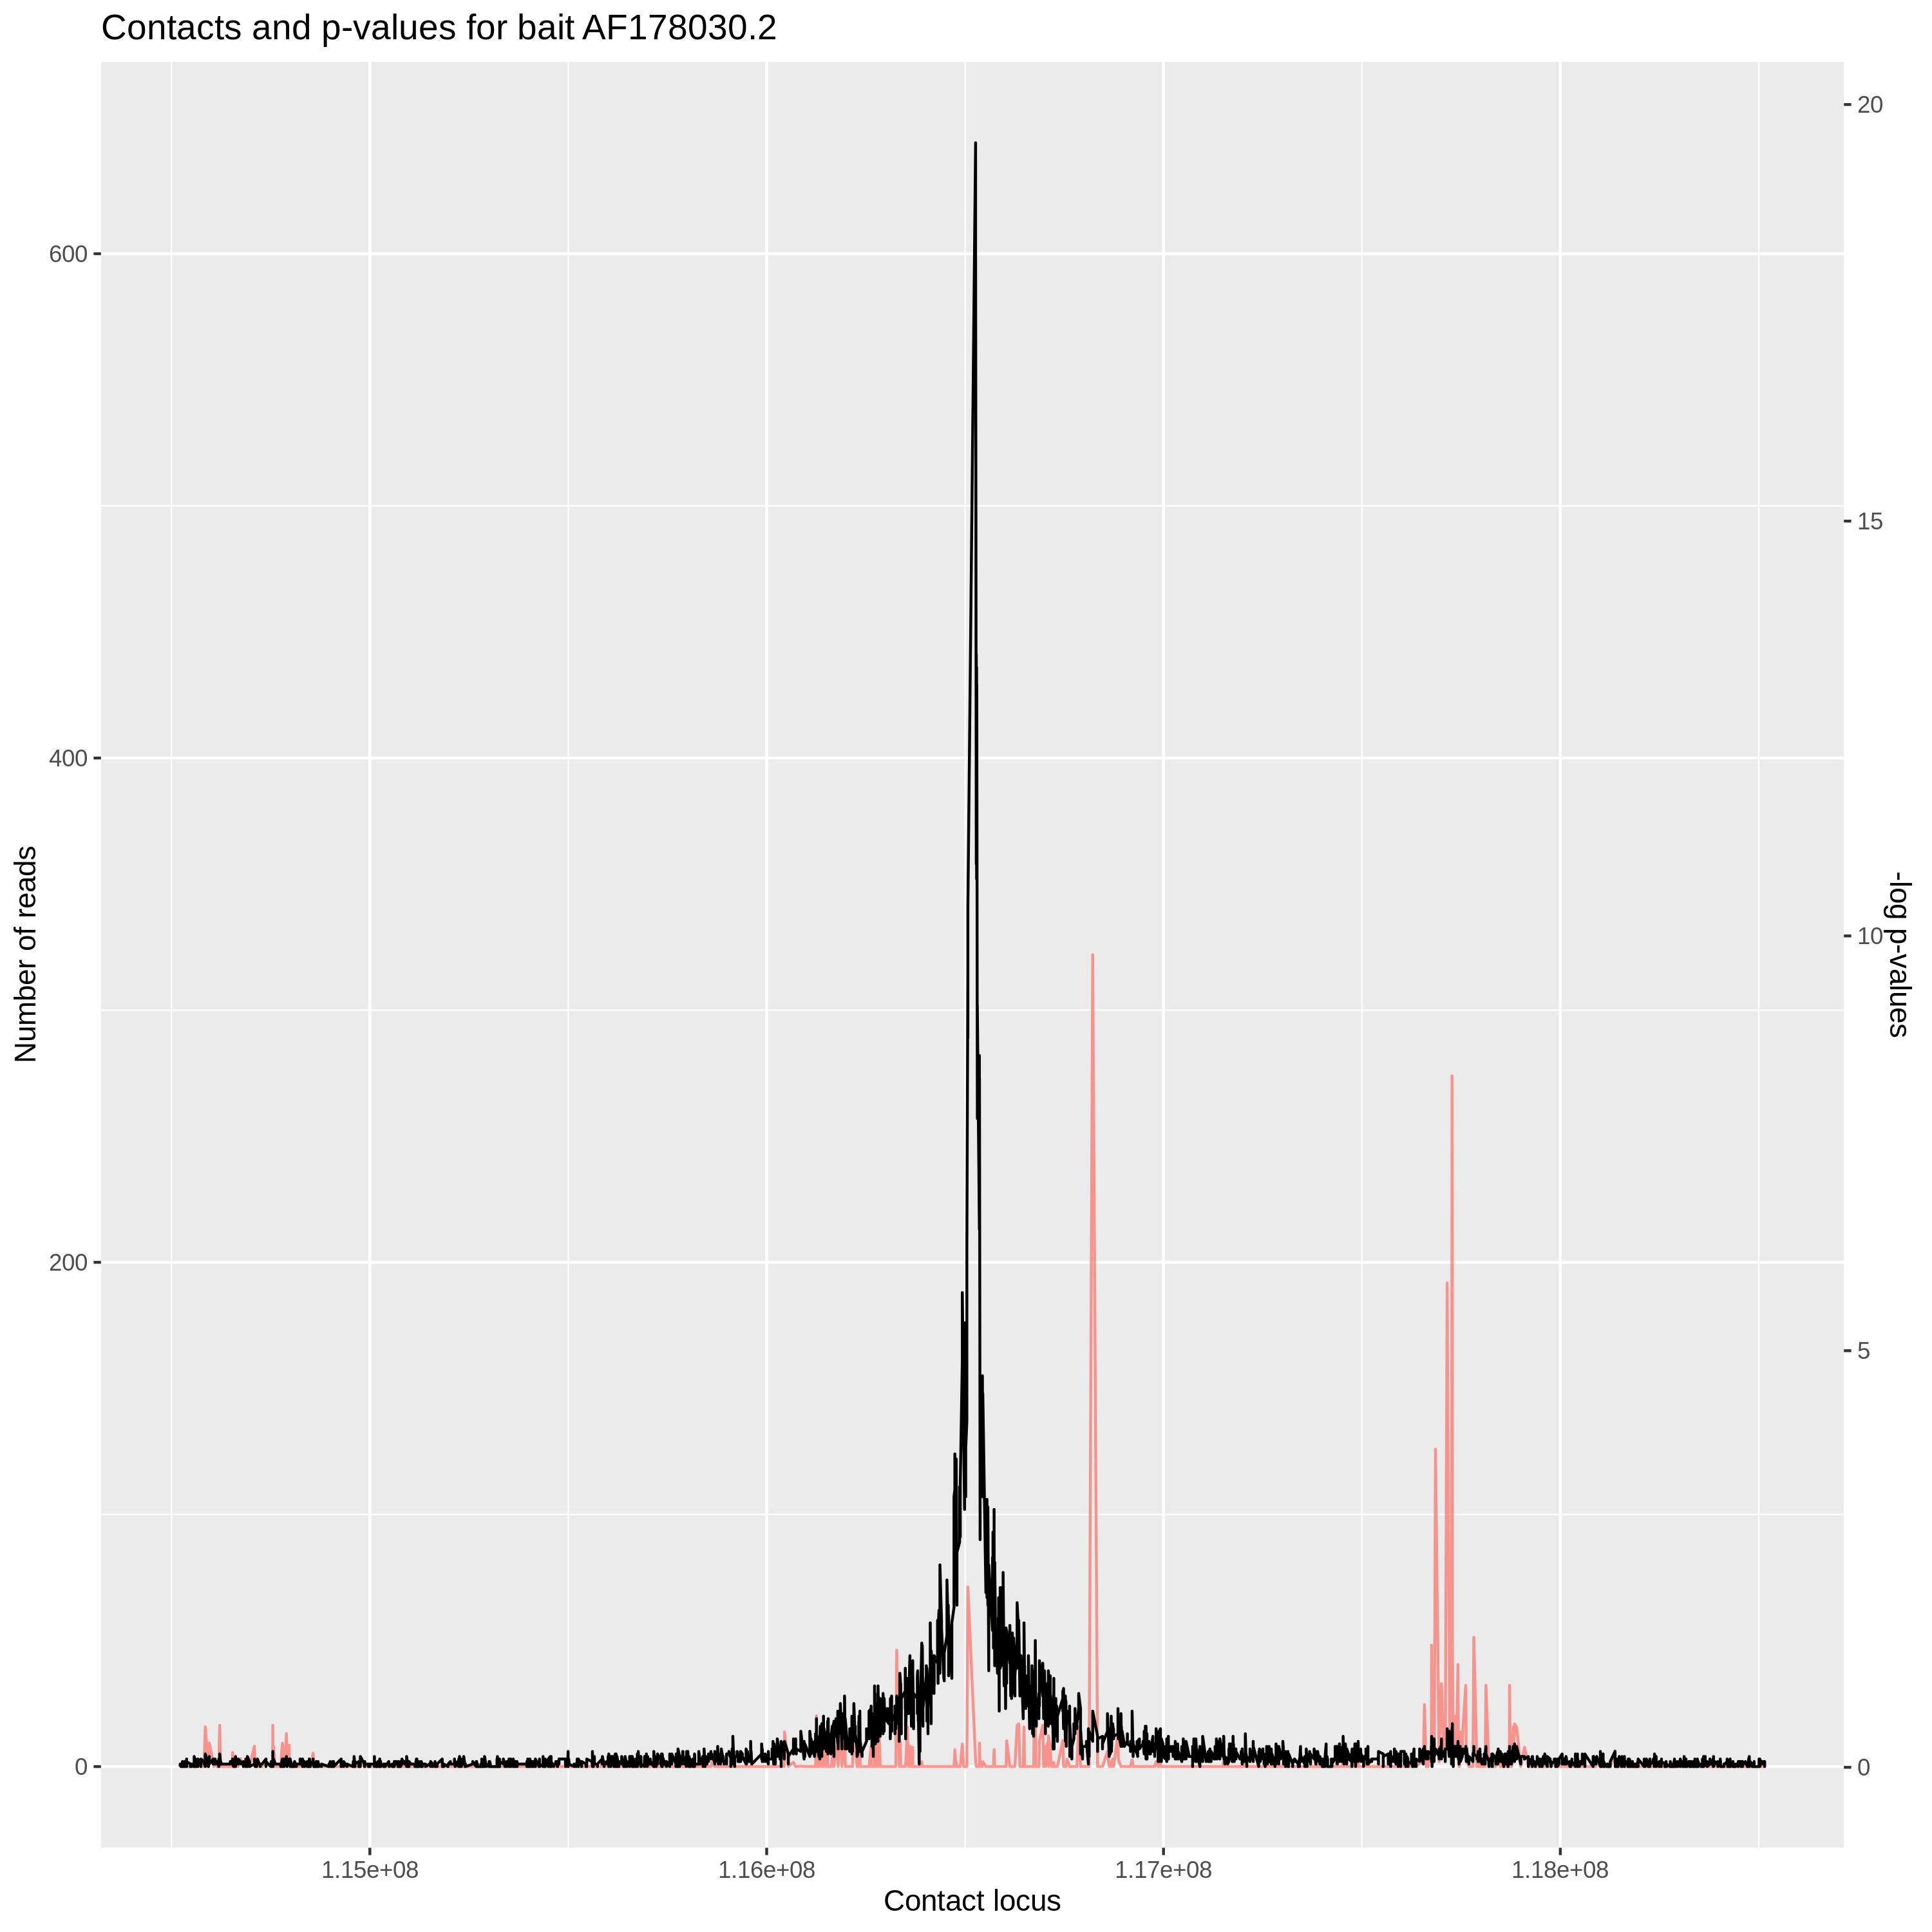 Contacts and p-values for bait AF178030.2
20
600
15
400
Number of reads
-log p-values
10
200
5
0
0
1.15e+08
1.16e+08
1.17e+08
1.18e+08
Contact locus